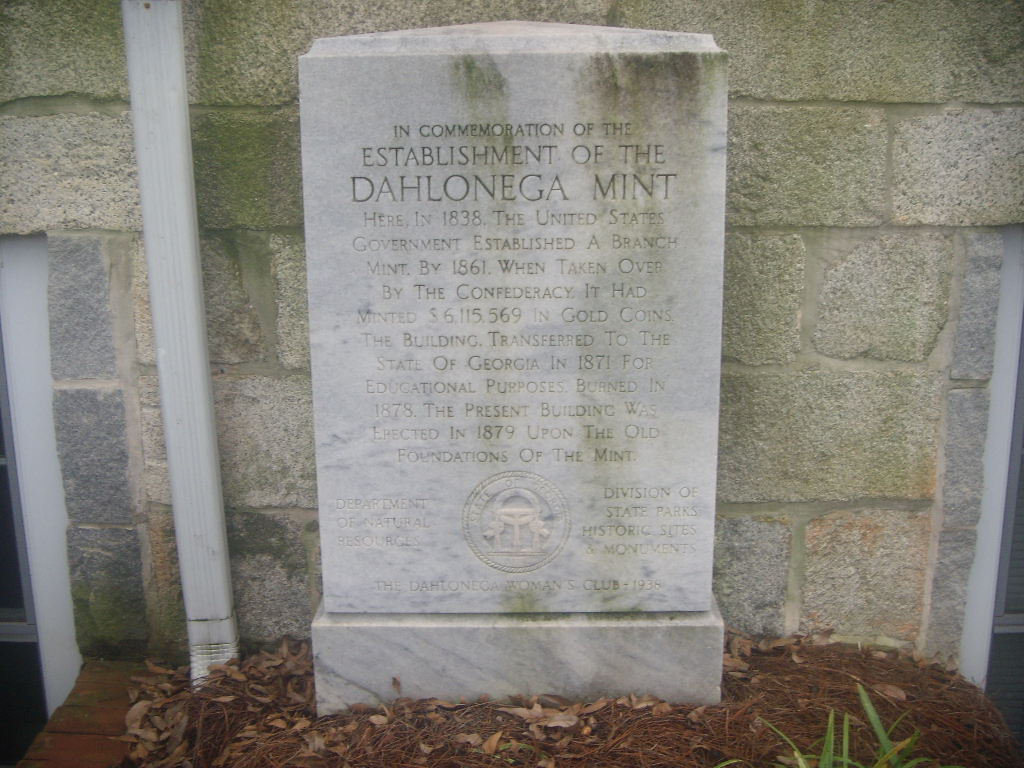 IN COMMEMORATION OF THE
ESTABLISHMENT OF THE
DAHLONEGA MINT
HERE, IN 1838, THE UNITED STATES
GOVERNMENT ESTABLISHED A BRANCH
MINT. BY 1861, WHEN TAKEN OVER
BY THE CONFEDERACY, IT HAD
MINTED $6,115,569 IN GOLD COINS.
THE BUILDING, TRANSFERRED TO THE
STATE OF GEORGIA IN 1871 FOR
EDUCATIONAL PURPOSES, BURNED IN
1878. THE PRESENT BUILDING WAS
ERECTED IN 1879 UPON THE OLD
FOUNDATIONS OF THE MINT.
DEPARTMENT
OF NATURAL
RESOURCES
STATE OF
DIVISION OF
STATE PARKS
HISTORIC SITES
& MONUMENTS
THE DAHLONEGA WOMAN'S CLUB - 1938